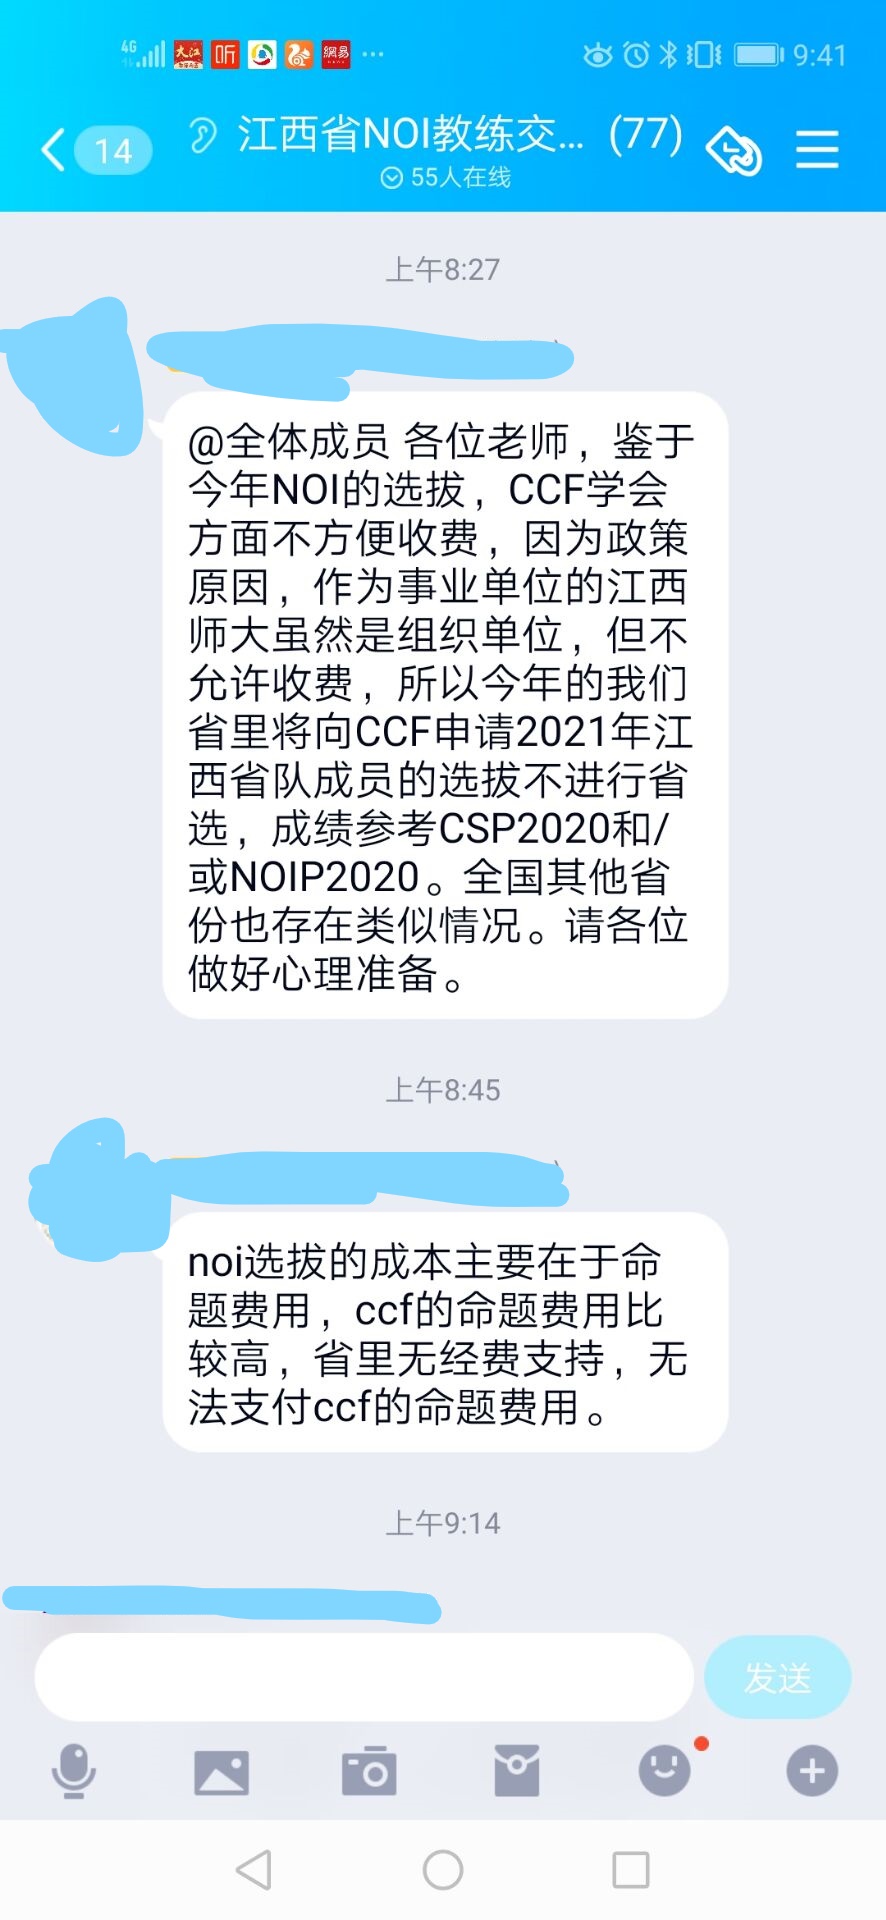 4G 大江 听 網易 ... 9:41
14 江西省NOI教练交... (77)
55人在线
上午8:27
@全体成员 各位老师，鉴于
今年NOI的选拔，CCF学会
方面不方便收费，因为政策
原因，作为事业单位的江西
师大虽然是组织单位，但不
允许收费，所以今年的我们
省里将向CCF申请2021年江
西省队成员的选拔不进行省
选，成绩参考CSP2020和/
或NOIP2020。全国其他省
份也存在类似情况。请各位
做好心理准备。
上午8:45
noi选拔的成本主要在于命
题费用，ccf的命题费用比
较高，省里无经费支持，无
法支付ccf的命题费用。
上午9:14
发送